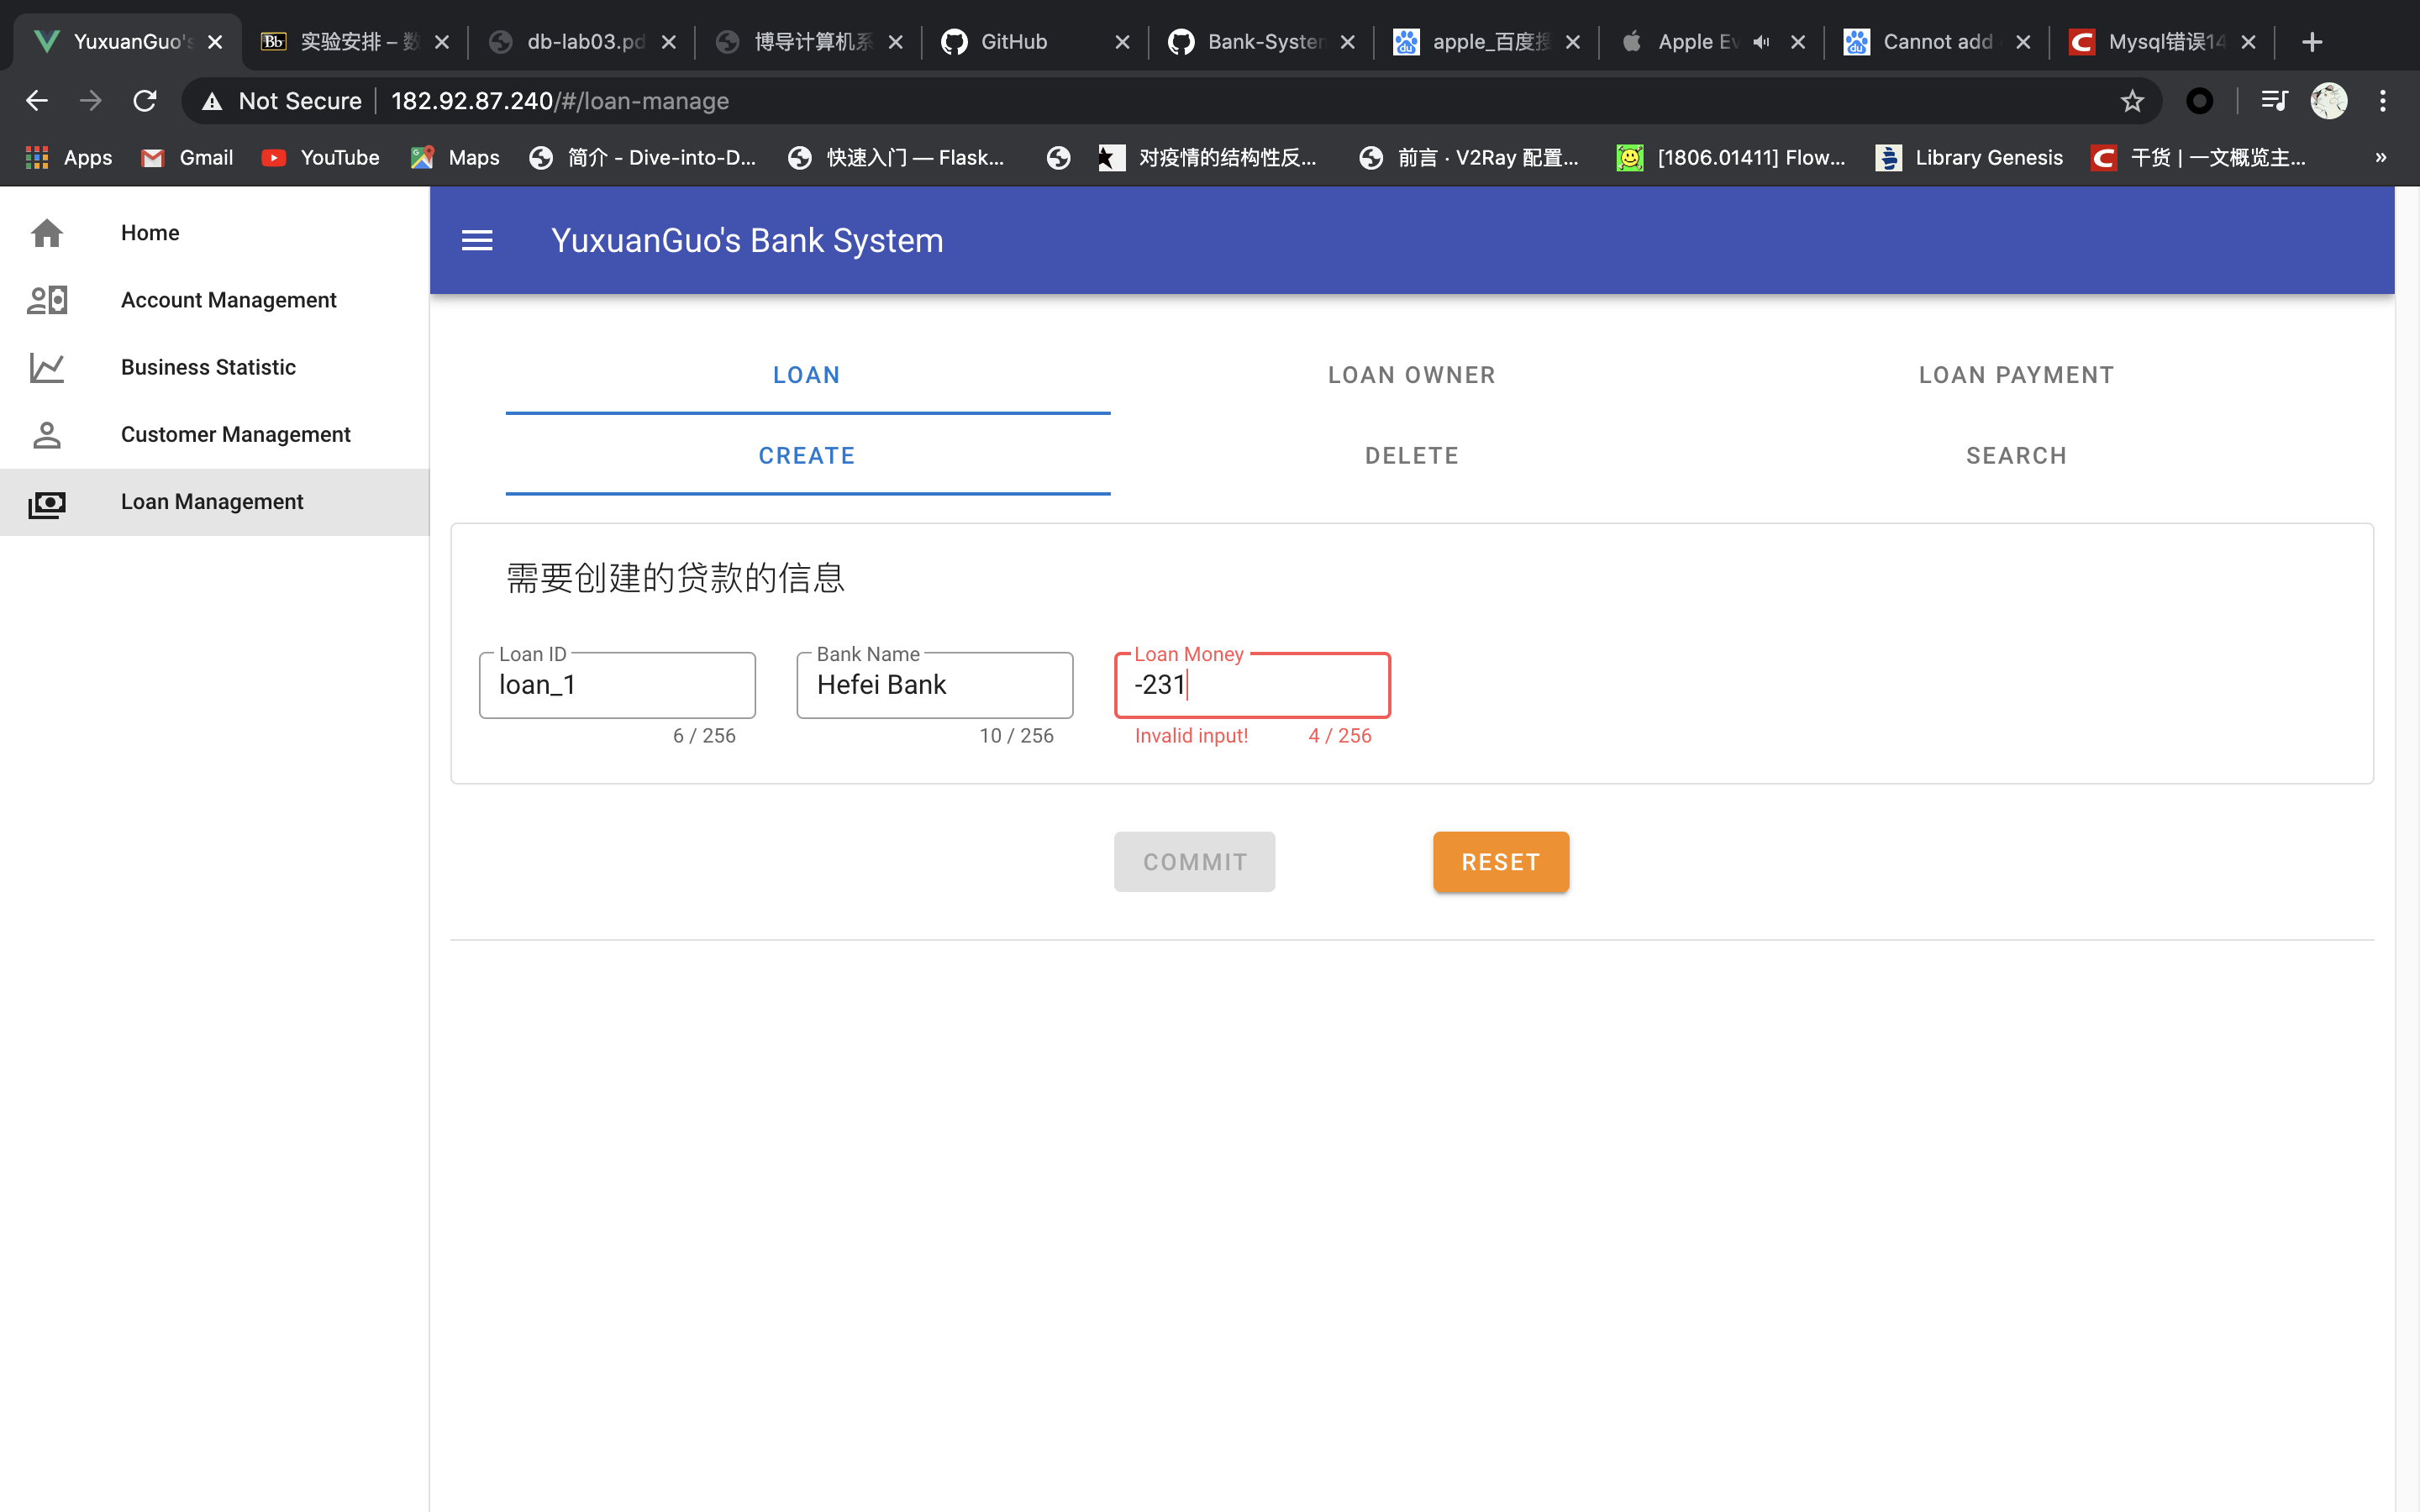 YuxuanGuo's
实验安排 – 数
db-lab03.pd
博导计算机系
GitHub
Bank-System
apple_百度搜
Apple Ev
Cannot add
Mysql错误14
Not Secure
182.92.87.240/#/loan-manage
Apps
Gmail
YouTube
Maps
简介 - Dive-into-D...
快速入门 — Flask...
对疫情的结构性反...
前言 · V2Ray 配置...
[1806.01411] Flow...
Library Genesis
干货 | 一文概览主...
»
Home
Account Management
Business Statistic
Customer Management
Loan Management
YuxuanGuo's Bank System
LOAN
LOAN OWNER
LOAN PAYMENT
CREATE
DELETE
SEARCH
需要创建的贷款的信息
Loan ID
loan_1
6 / 256
Bank Name
Hefei Bank
10 / 256
Loan Money
-231
Invalid input!
4 / 256
COMMIT
RESET